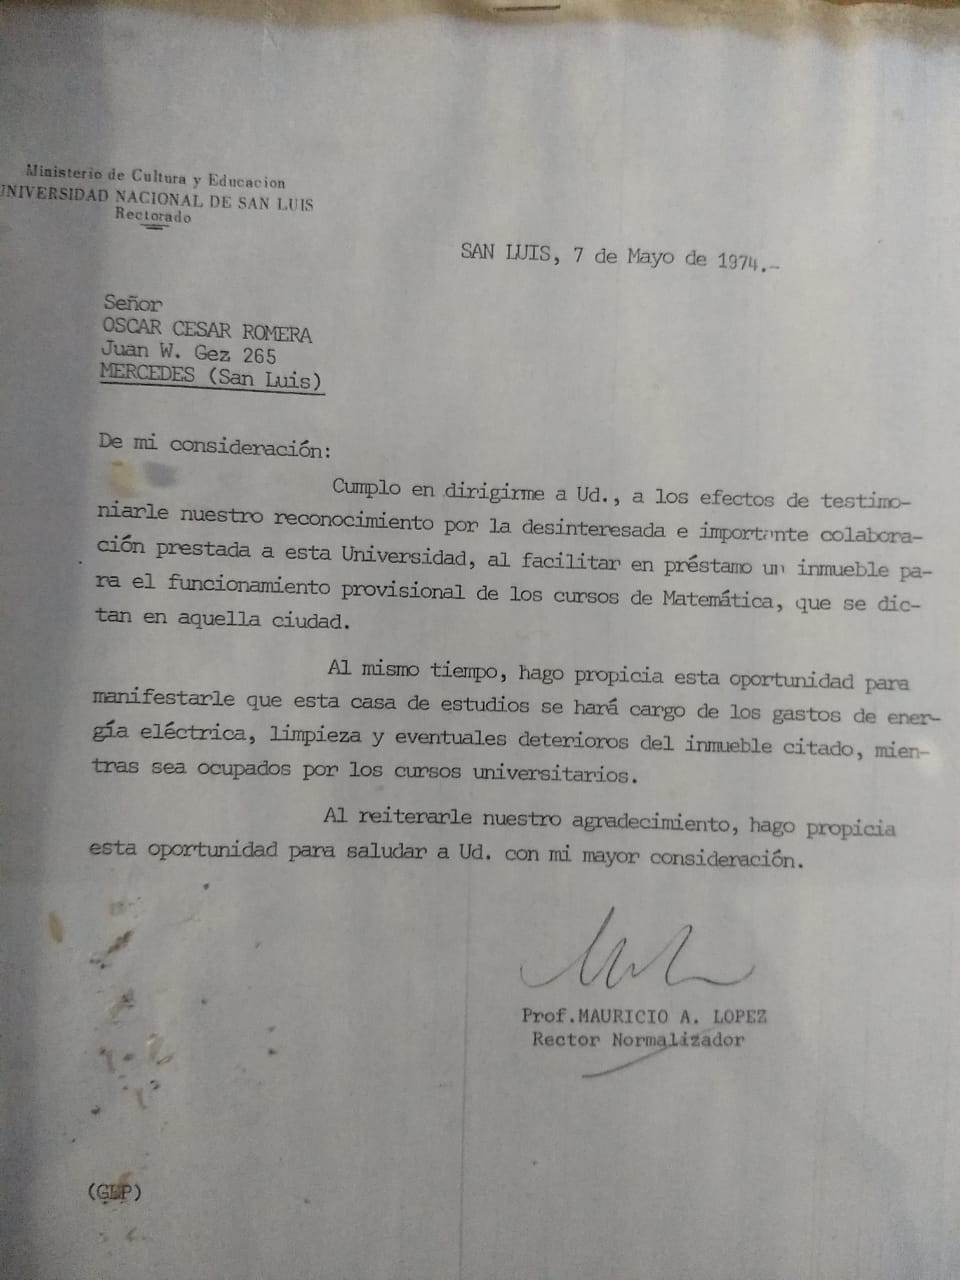 Ministerio de Cultura y Educacion
UNIVERSIDAD NACIONAL DE SAN LUIS
Rectorado
SAN LUIS, 7 de Mayo de 1974.-
Señor
OSCAR CESAR ROMERA
Juan W. Gez 265
MERCEDES (San Luis)
De mi consideración:
Cumplo en dirigirme a Ud., a los efectos de testimo-
niarle nuestro reconocimiento por la desinteresada e importante colabora-
ción prestada a esta Universidad, al facilitar en préstamo un inmueble pa-
ra el funcionamiento provisional de los cursos de Matemática, que se dic-
tan en aquella ciudad.
Al mismo tiempo, hago propicia esta oportunidad para
manifestarle que esta casa de estudios se hará cargo de los gastos de ener-
gía eléctrica, limpieza y eventuales deterioros del inmueble citado, mien-
tras sea ocupados por los cursos universitarios.
Al reiterarle nuestro agradecimiento, hago propicia
esta oportunidad para saludar a Ud. con mi mayor consideración.
Prof.MAURICIO A. LOPEZ
Rector Normalizador